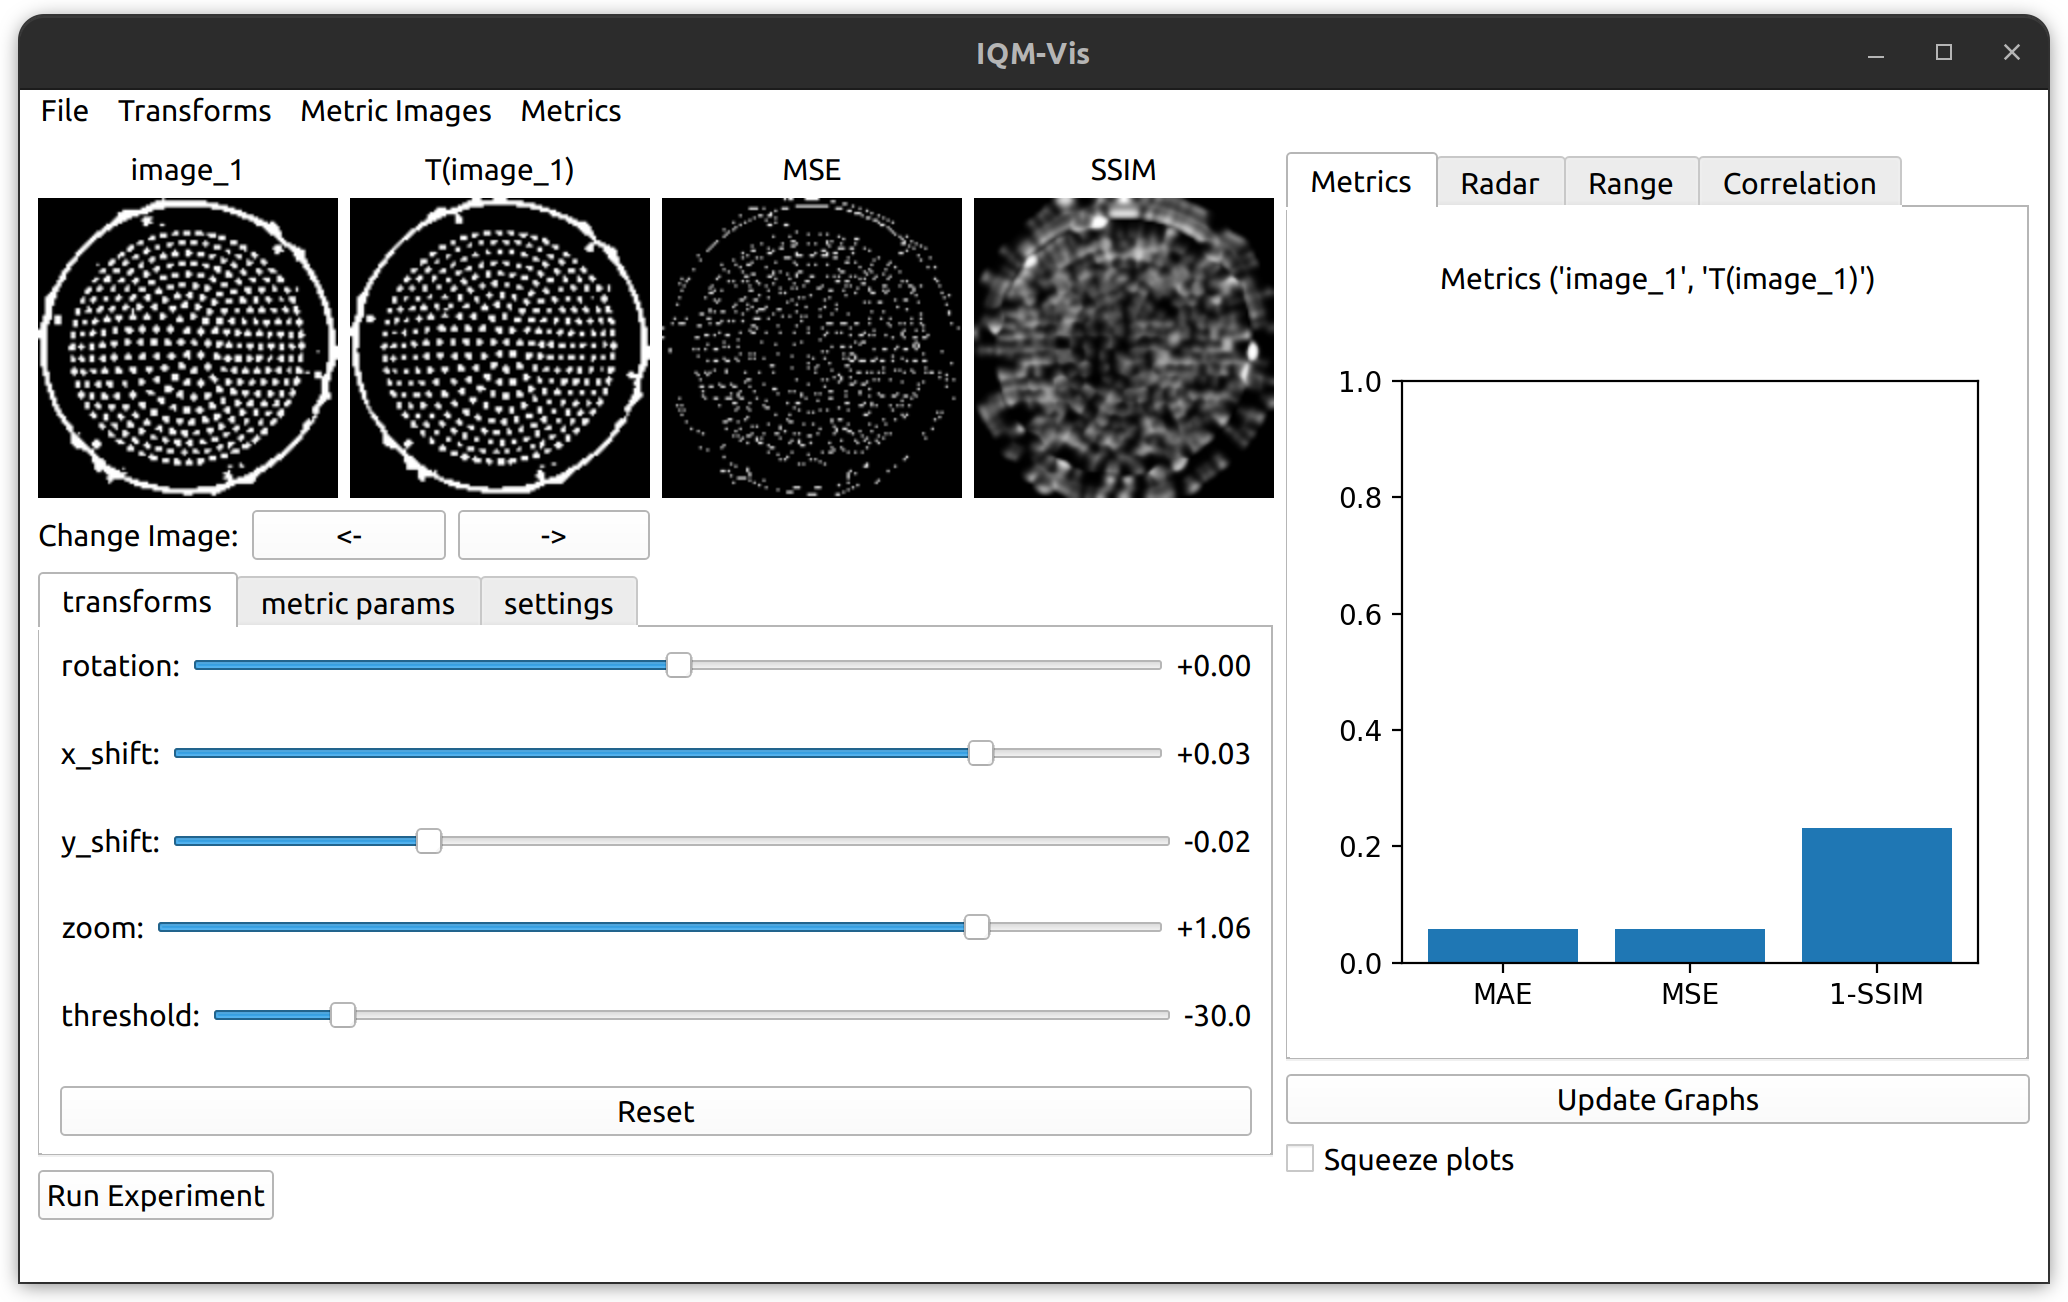 IQM-Vis
File Transforms Metric Images Metrics
image_1 T(image_1) MSE SSIM
Change Image: <- ->
transforms metric params settings
rotation: +0.00
x_shift: +0.03
y_shift: -0.02
zoom: +1.06
threshold: -30.0
Reset
Run Experiment
Metrics Radar Range Correlation
Metrics ('image_1', 'T(image_1)')
1.0
0.8
0.6
0.4
0.2
0.0
MAE MSE 1-SSIM
Update Graphs
Squeeze plots